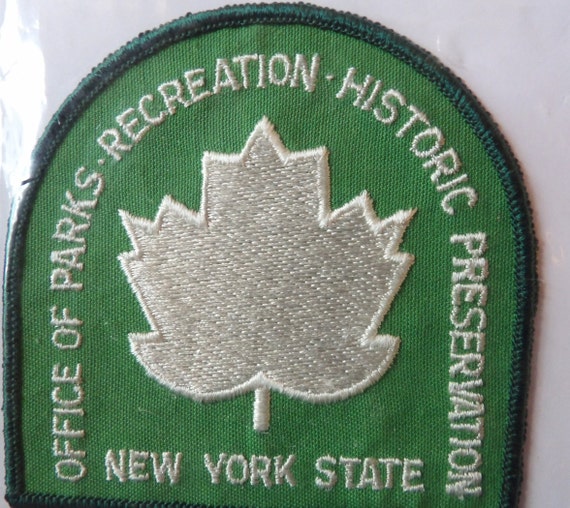 OFFICE OF PARKS · RECREATION · HISTORIC PRESERVATION
NEW YORK STATE